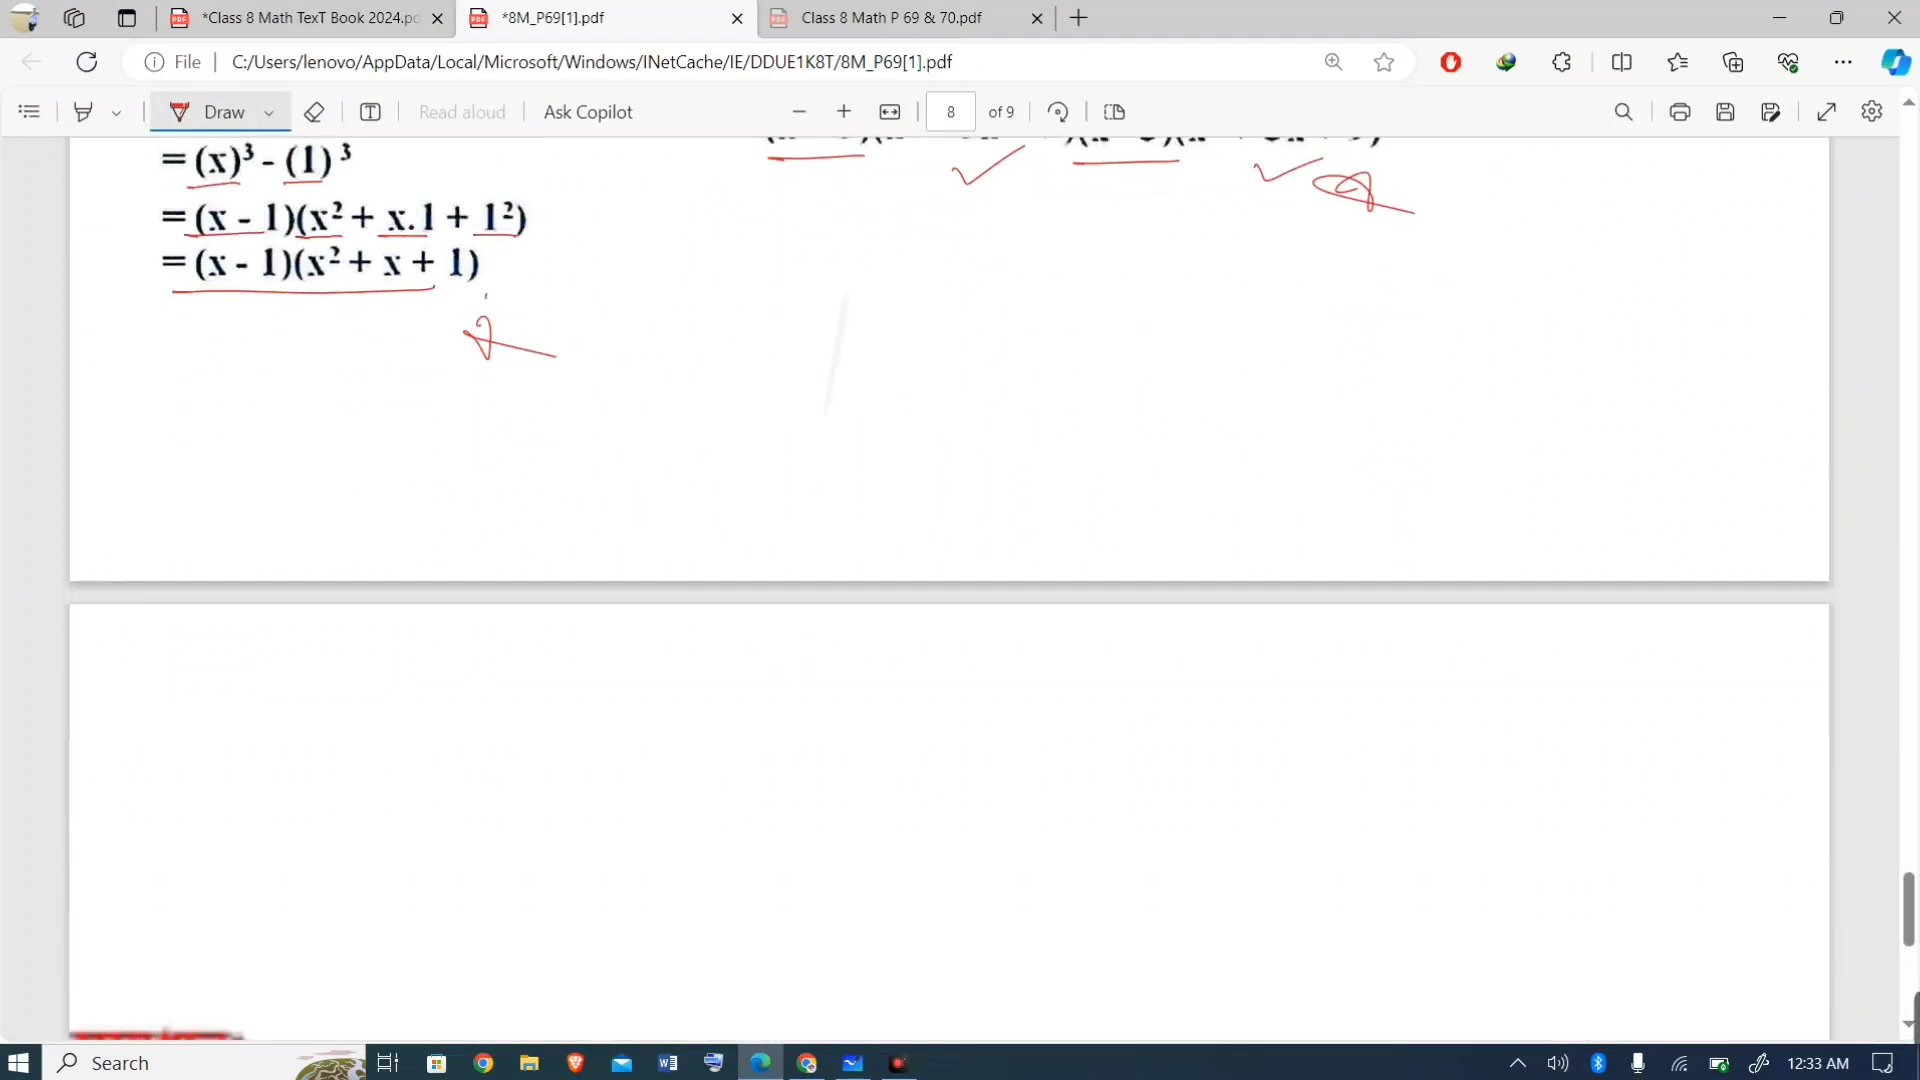 *Class 8 Math TexT Book 2024.pd
*8M_P69[1].pdf
Class 8 Math P 69 & 70.pdf
File
C:/Users/lenovo/AppData/Local/Microsoft/Windows/INetCache/IE/DDUE1K8T/8M_P69[1].pdf
Draw
Read aloud
Ask Copilot
8 of 9
= (x)³ - (1)³
= (x - 1)(x² + x.1 + 1²)
= (x - 1)(x² + x + 1)
Search
12:33 AM